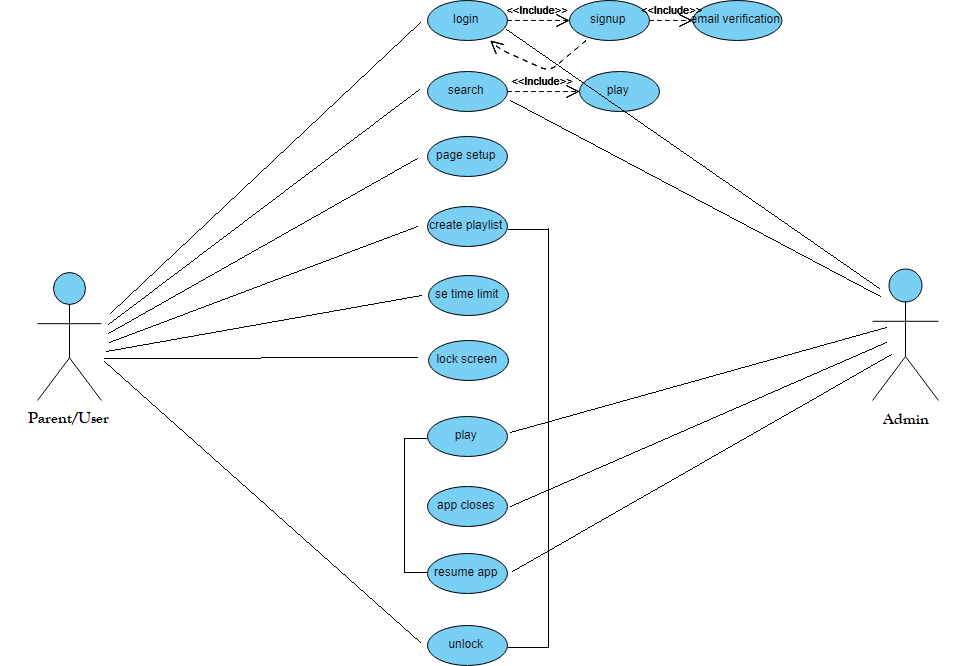 login
<<Include>>
signup
<<Include>>
email verification
search
<<Include>>
play
page setup
create playlist
se time limit
lock screen
Parent/User
Admin
play
app closes
resume app
unlock